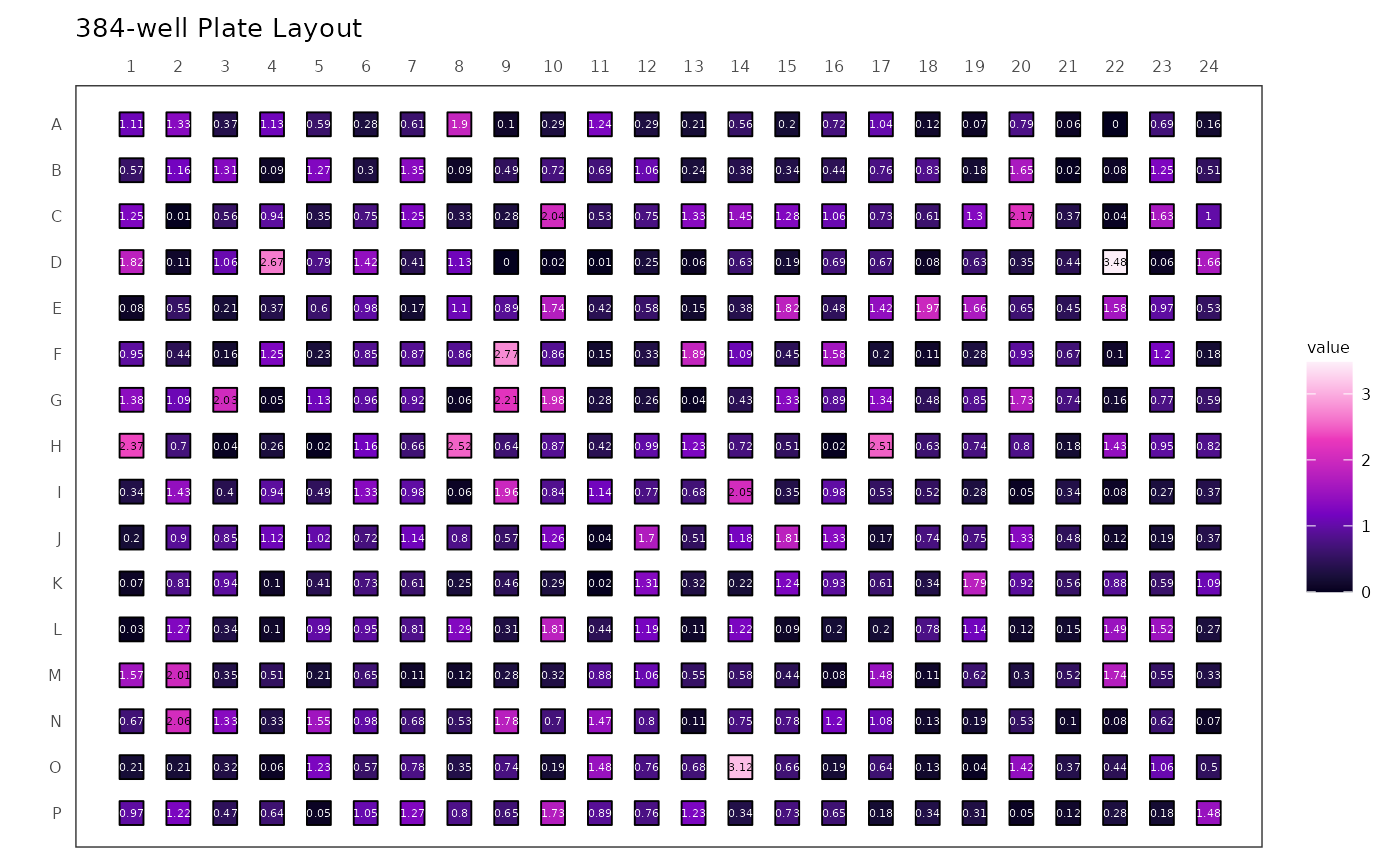 384-well Plate Layout
1 2 3 4 5 6 7 8 9 10 11 12 13 14 15 16 17 18 19 20 21 22 23 24
A 1.11 1.33 0.37 1.13 0.59 0.28 0.61 1.9 0.1 0.29 1.24 0.29 0.21 0.56 0.2 0.72 1.04 0.12 0.07 0.79 0.06 0 0.69 0.16
B 0.57 1.16 1.31 0.09 1.27 0.3 1.35 0.09 0.49 0.72 0.69 1.06 0.24 0.38 0.34 0.44 0.76 0.83 0.18 1.65 0.02 0.08 1.25 0.51
C 1.25 0.01 0.56 0.94 0.35 0.75 1.25 0.33 0.28 2.04 0.53 0.75 1.33 1.45 1.28 1.06 0.73 0.61 1.3 2.17 0.37 0.04 1.63 1
D 1.82 0.11 1.06 2.67 0.79 1.42 0.41 1.13 0 0.02 0.01 0.25 0.06 0.63 0.19 0.69 0.67 0.08 0.63 0.35 0.44 3.48 0.06 1.66
E 0.08 0.55 0.21 0.37 0.6 0.98 0.17 1.1 0.89 1.74 0.42 0.58 0.15 0.38 1.82 0.48 1.42 1.97 1.66 0.65 0.45 1.58 0.97 0.53
F 0.95 0.44 0.16 1.25 0.23 0.85 0.87 0.86 2.77 0.86 0.15 0.33 1.89 1.09 0.45 1.58 0.2 0.11 0.28 0.93 0.67 0.1 1.2 0.18
value
G 1.38 1.09 2.03 0.05 1.13 0.96 0.92 0.06 2.21 1.98 0.28 0.26 0.04 0.43 1.33 0.89 1.34 0.48 0.85 1.73 0.74 0.16 0.77 0.59
3
H 2.37 0.7 0.04 0.26 0.02 1.16 0.66 2.52 0.64 0.87 0.42 0.99 1.23 0.72 0.51 0.02 2.51 0.63 0.74 0.8 0.18 1.43 0.95 0.82
2
I 0.34 1.43 0.4 0.94 0.49 1.33 0.98 0.06 1.96 0.84 1.14 0.77 0.68 2.05 0.35 0.98 0.53 0.52 0.28 0.05 0.34 0.08 0.27 0.37
1
J 0.2 0.9 0.85 1.12 1.02 0.72 1.14 0.8 0.57 1.26 0.04 1.7 0.51 1.18 1.81 1.33 0.17 0.74 0.75 1.33 0.48 0.12 0.19 0.37
K 0.07 0.81 0.94 0.1 0.41 0.73 0.61 0.25 0.46 0.29 0.02 1.31 0.32 0.22 1.24 0.93 0.61 0.34 1.79 0.92 0.56 0.88 0.59 1.09
0
L 0.03 1.27 0.34 0.1 0.99 0.95 0.81 1.29 0.31 1.81 0.44 1.19 0.11 1.22 0.09 0.2 0.2 0.78 1.14 0.12 0.15 1.49 1.52 0.27
M 1.57 2.01 0.35 0.51 0.21 0.65 0.11 0.12 0.28 0.32 0.88 1.06 0.55 0.58 0.44 0.08 1.48 0.11 0.62 0.3 0.52 1.74 0.55 0.33
N 0.67 2.06 1.33 0.33 1.55 0.98 0.68 0.53 1.78 0.7 1.47 0.8 0.11 0.75 0.78 1.2 1.08 0.13 0.19 0.53 0.1 0.08 0.62 0.07
O 0.21 0.21 0.32 0.06 1.23 0.57 0.78 0.35 0.74 0.19 1.48 0.76 0.68 3.12 0.66 0.19 0.64 0.13 0.04 1.42 0.37 0.44 1.06 0.5
P 0.97 1.22 0.47 0.64 0.05 1.05 1.27 0.8 0.65 1.73 0.89 0.76 1.23 0.34 0.73 0.65 0.18 0.34 0.31 0.05 0.12 0.28 0.18 1.48